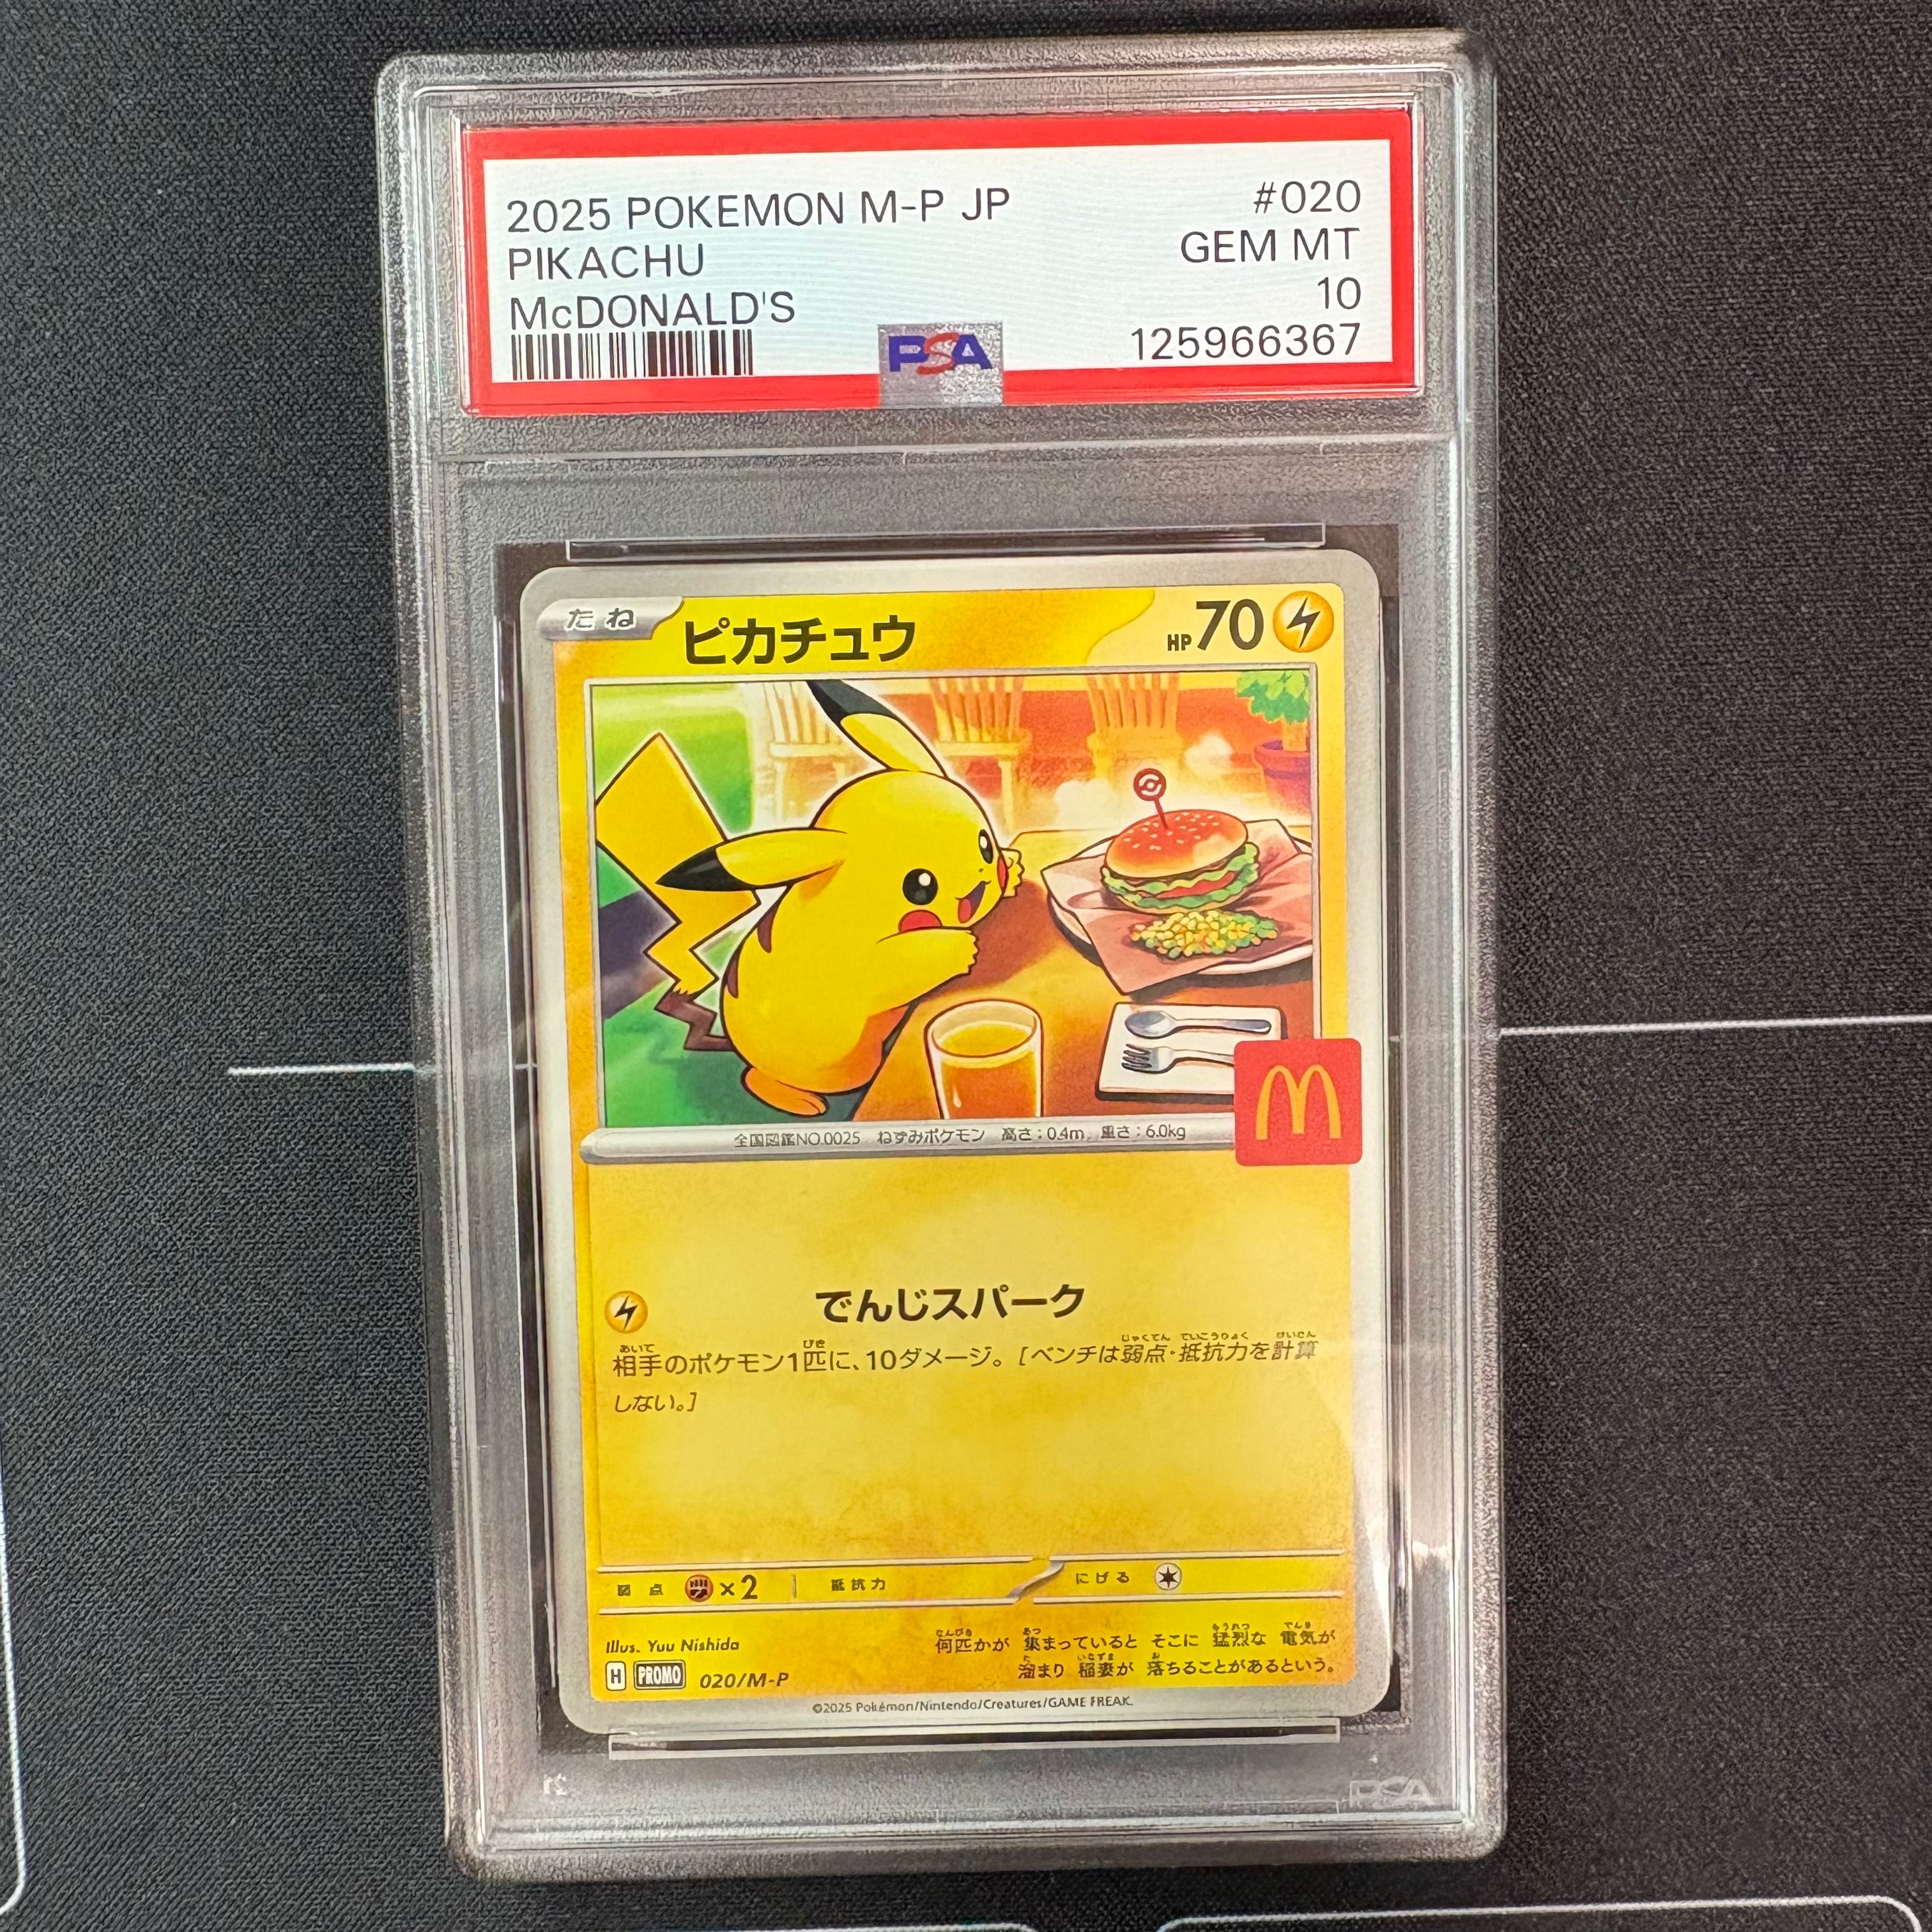 2025 POKEMON M-P JP #020
PIKACHU GEM MT
McDONALD'S 10
PSA 125966367
たね ピカチュウ HP70
M
全国図鑑NO.0025 ねずみポケモン 高さ:0.4m 重さ:6.0kg
でんじスパーク
相手のポケモン1匹に、10ダメージ。[ベンチは弱点・抵抗力を計算
しない。]
弱点 ×2 抵抗力 にげる
Illus. Yuu Nishida
何匹かが 集まっていると そこに 猛烈な 電気が
溜まり 稲妻が 落ちることがあるという。
H PROMO 020/M-P
©2025 Pokémon/Nintendo/Creatures/GAME FREAK.
PSA